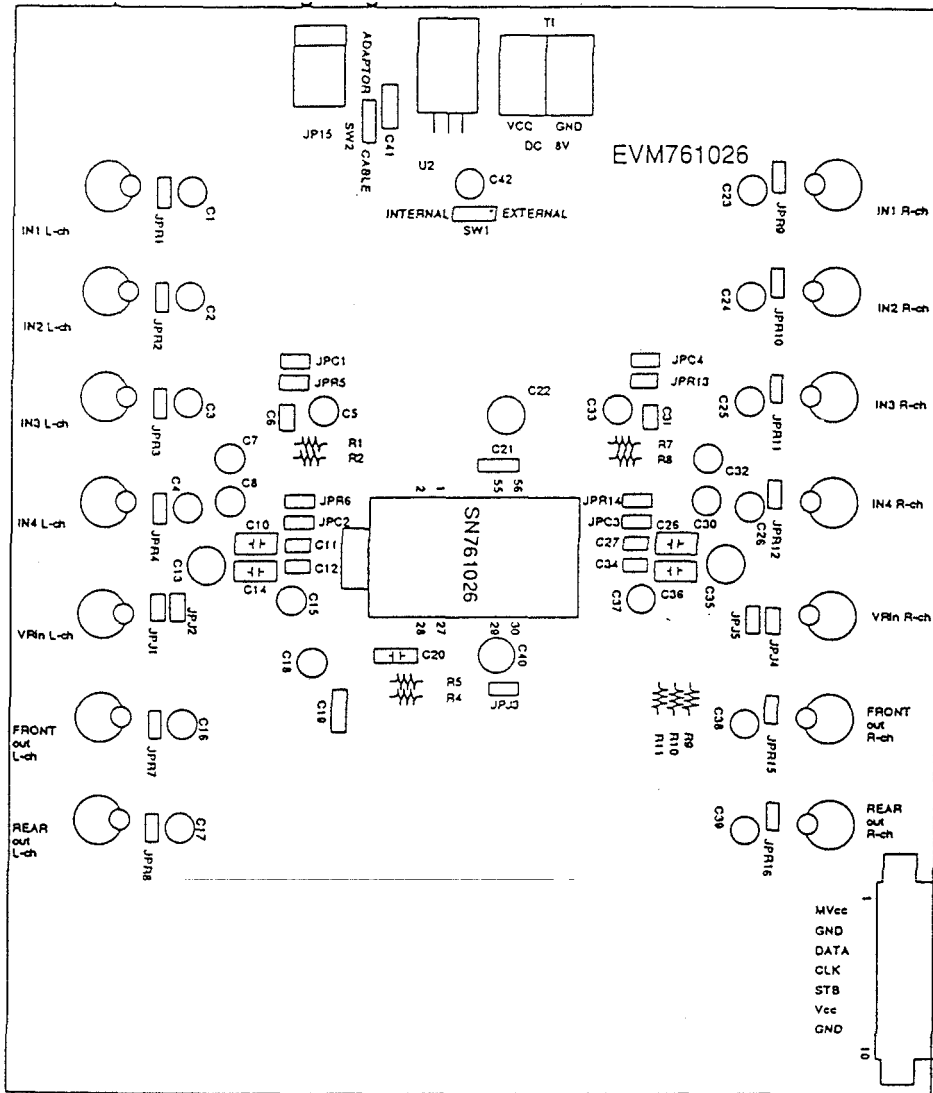 T1
ADAPTOR
JP15
SW2
CABLE
C41
U2
VCC GND
DC 8V
EVM761026
C42
INTERNAL EXTERNAL
SW1
IN1 L-ch
JPR1
C1
C23
JPR9
IN1 R-ch
IN2 L-ch
JPR2
C2
C24
JPR10
IN2 R-ch
JPC1
JPR5
JPC4
JPR13
IN3 L-ch
JPR3
C3
C6
C5
C22
C33
C31
C25
JPR11
IN3 R-ch
C7
R1
R2
C21
R7
R8
C32
IN4 L-ch
JPR4
C4
C8
JPR6
JPC2
2 1
55 56
JPR14
JPC3
C30
C26
JPR12
IN4 R-ch
SN761026
C13
C10
C11
C12
C14
C27
C34
C26
C36
C35
C15
C37
VRin L-ch
JPJ1
JPJ2
28 27
29 30
JPJ5
JPJ4
VRin R-ch
C18
C20
C40
R5
R4
JPJ3
C19
FRONT
out
L-ch
JPR7
C16
R11
R10
R9
C38
JPR15
FRONT
out
R-ch
REAR
out
L-ch
JPR8
C17
C39
JPR16
REAR
out
R-ch
1
MVcc
GND
DATA
CLK
STB
Vcc
GND
10